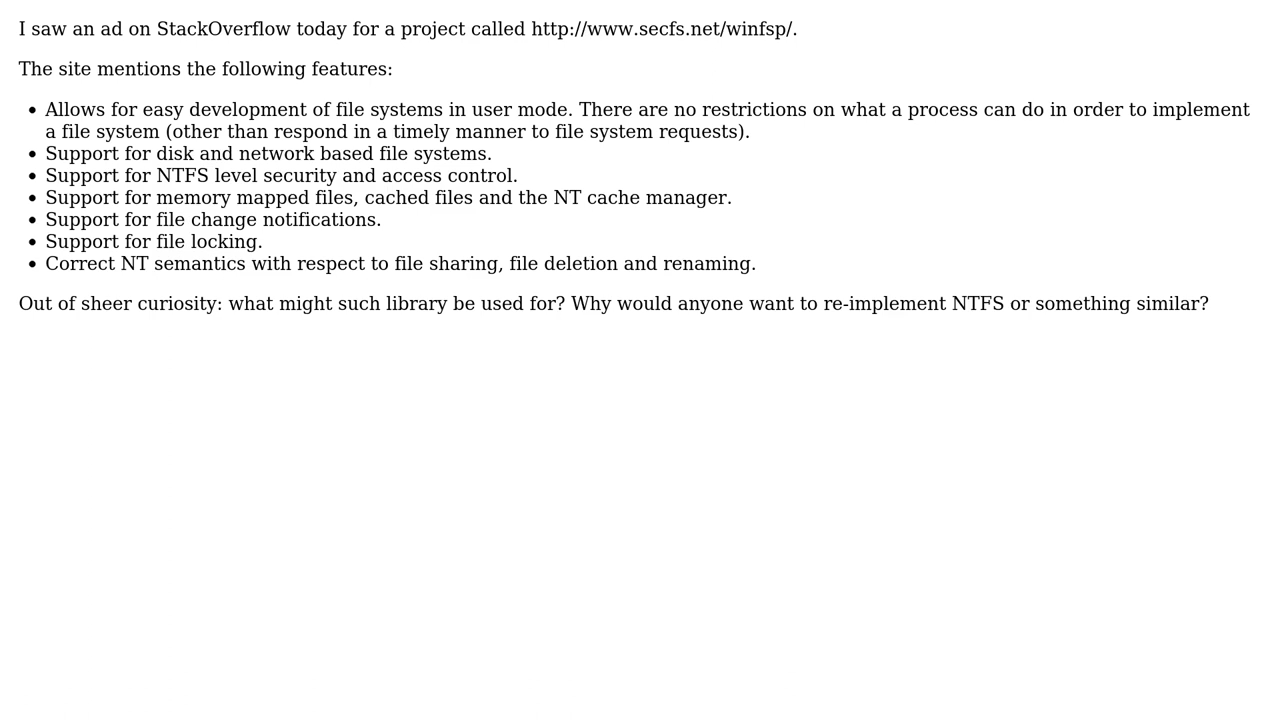 I saw an ad on StackOverflow today for a project called http://www.secfs.net/winfsp/.
The site mentions the following features:
• Allows for easy development of file systems in user mode. There are no restrictions on what a process can do in order to implement
a file system (other than respond in a timely manner to file system requests).
• Support for disk and network based file systems.
• Support for NTFS level security and access control.
• Support for memory mapped files, cached files and the NT cache manager.
• Support for file change notifications.
• Support for file locking.
• Correct NT semantics with respect to file sharing, file deletion and renaming.
Out of sheer curiosity: what might such library be used for? Why would anyone want to re-implement NTFS or something similar?